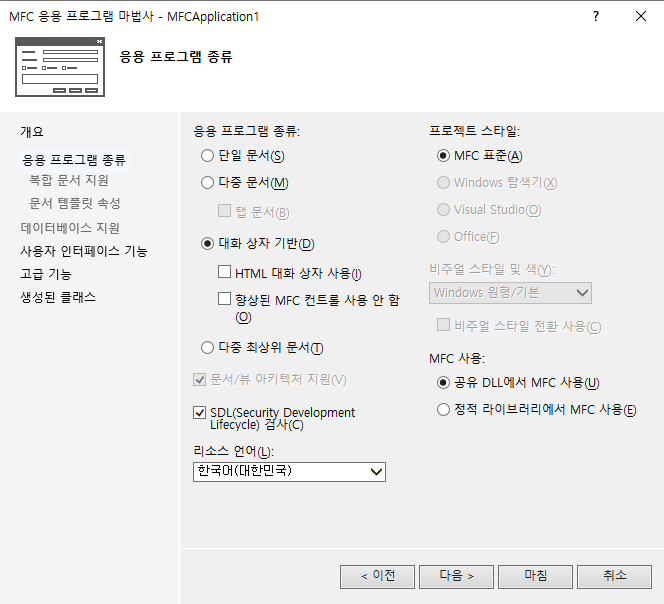 MFC 응용 프로그램 마법사 - MFCApplication1
응용 프로그램 종류
개요
응용 프로그램 종류
복합 문서 지원
문서 템플릿 속성
데이터베이스 지원
사용자 인터페이스 기능
고급 기능
생성된 클래스
응용 프로그램 종류:
단일 문서(S)
다중 문서(M)
탭 문서(B)
대화 상자 기반(D)
HTML 대화 상자 사용(I)
향상된 MFC 컨트롤 사용 안 함
(O)
다중 최상위 문서(T)
문서/뷰 아키텍처 지원(V)
SDL(Security Development
Lifecycle) 검사(C)
리소스 언어(L):
한국어(대한민국)
프로젝트 스타일:
MFC 표준(A)
Windows 탐색기(X)
Visual Studio(O)
Office(F)
비주얼 스타일 및 색(Y):
Windows 원형/기본
비주얼 스타일 전환 사용(C)
MFC 사용:
공유 DLL에서 MFC 사용(U)
정적 라이브러리에서 MFC 사용(E)
< 이전
다음 >
마침
취소